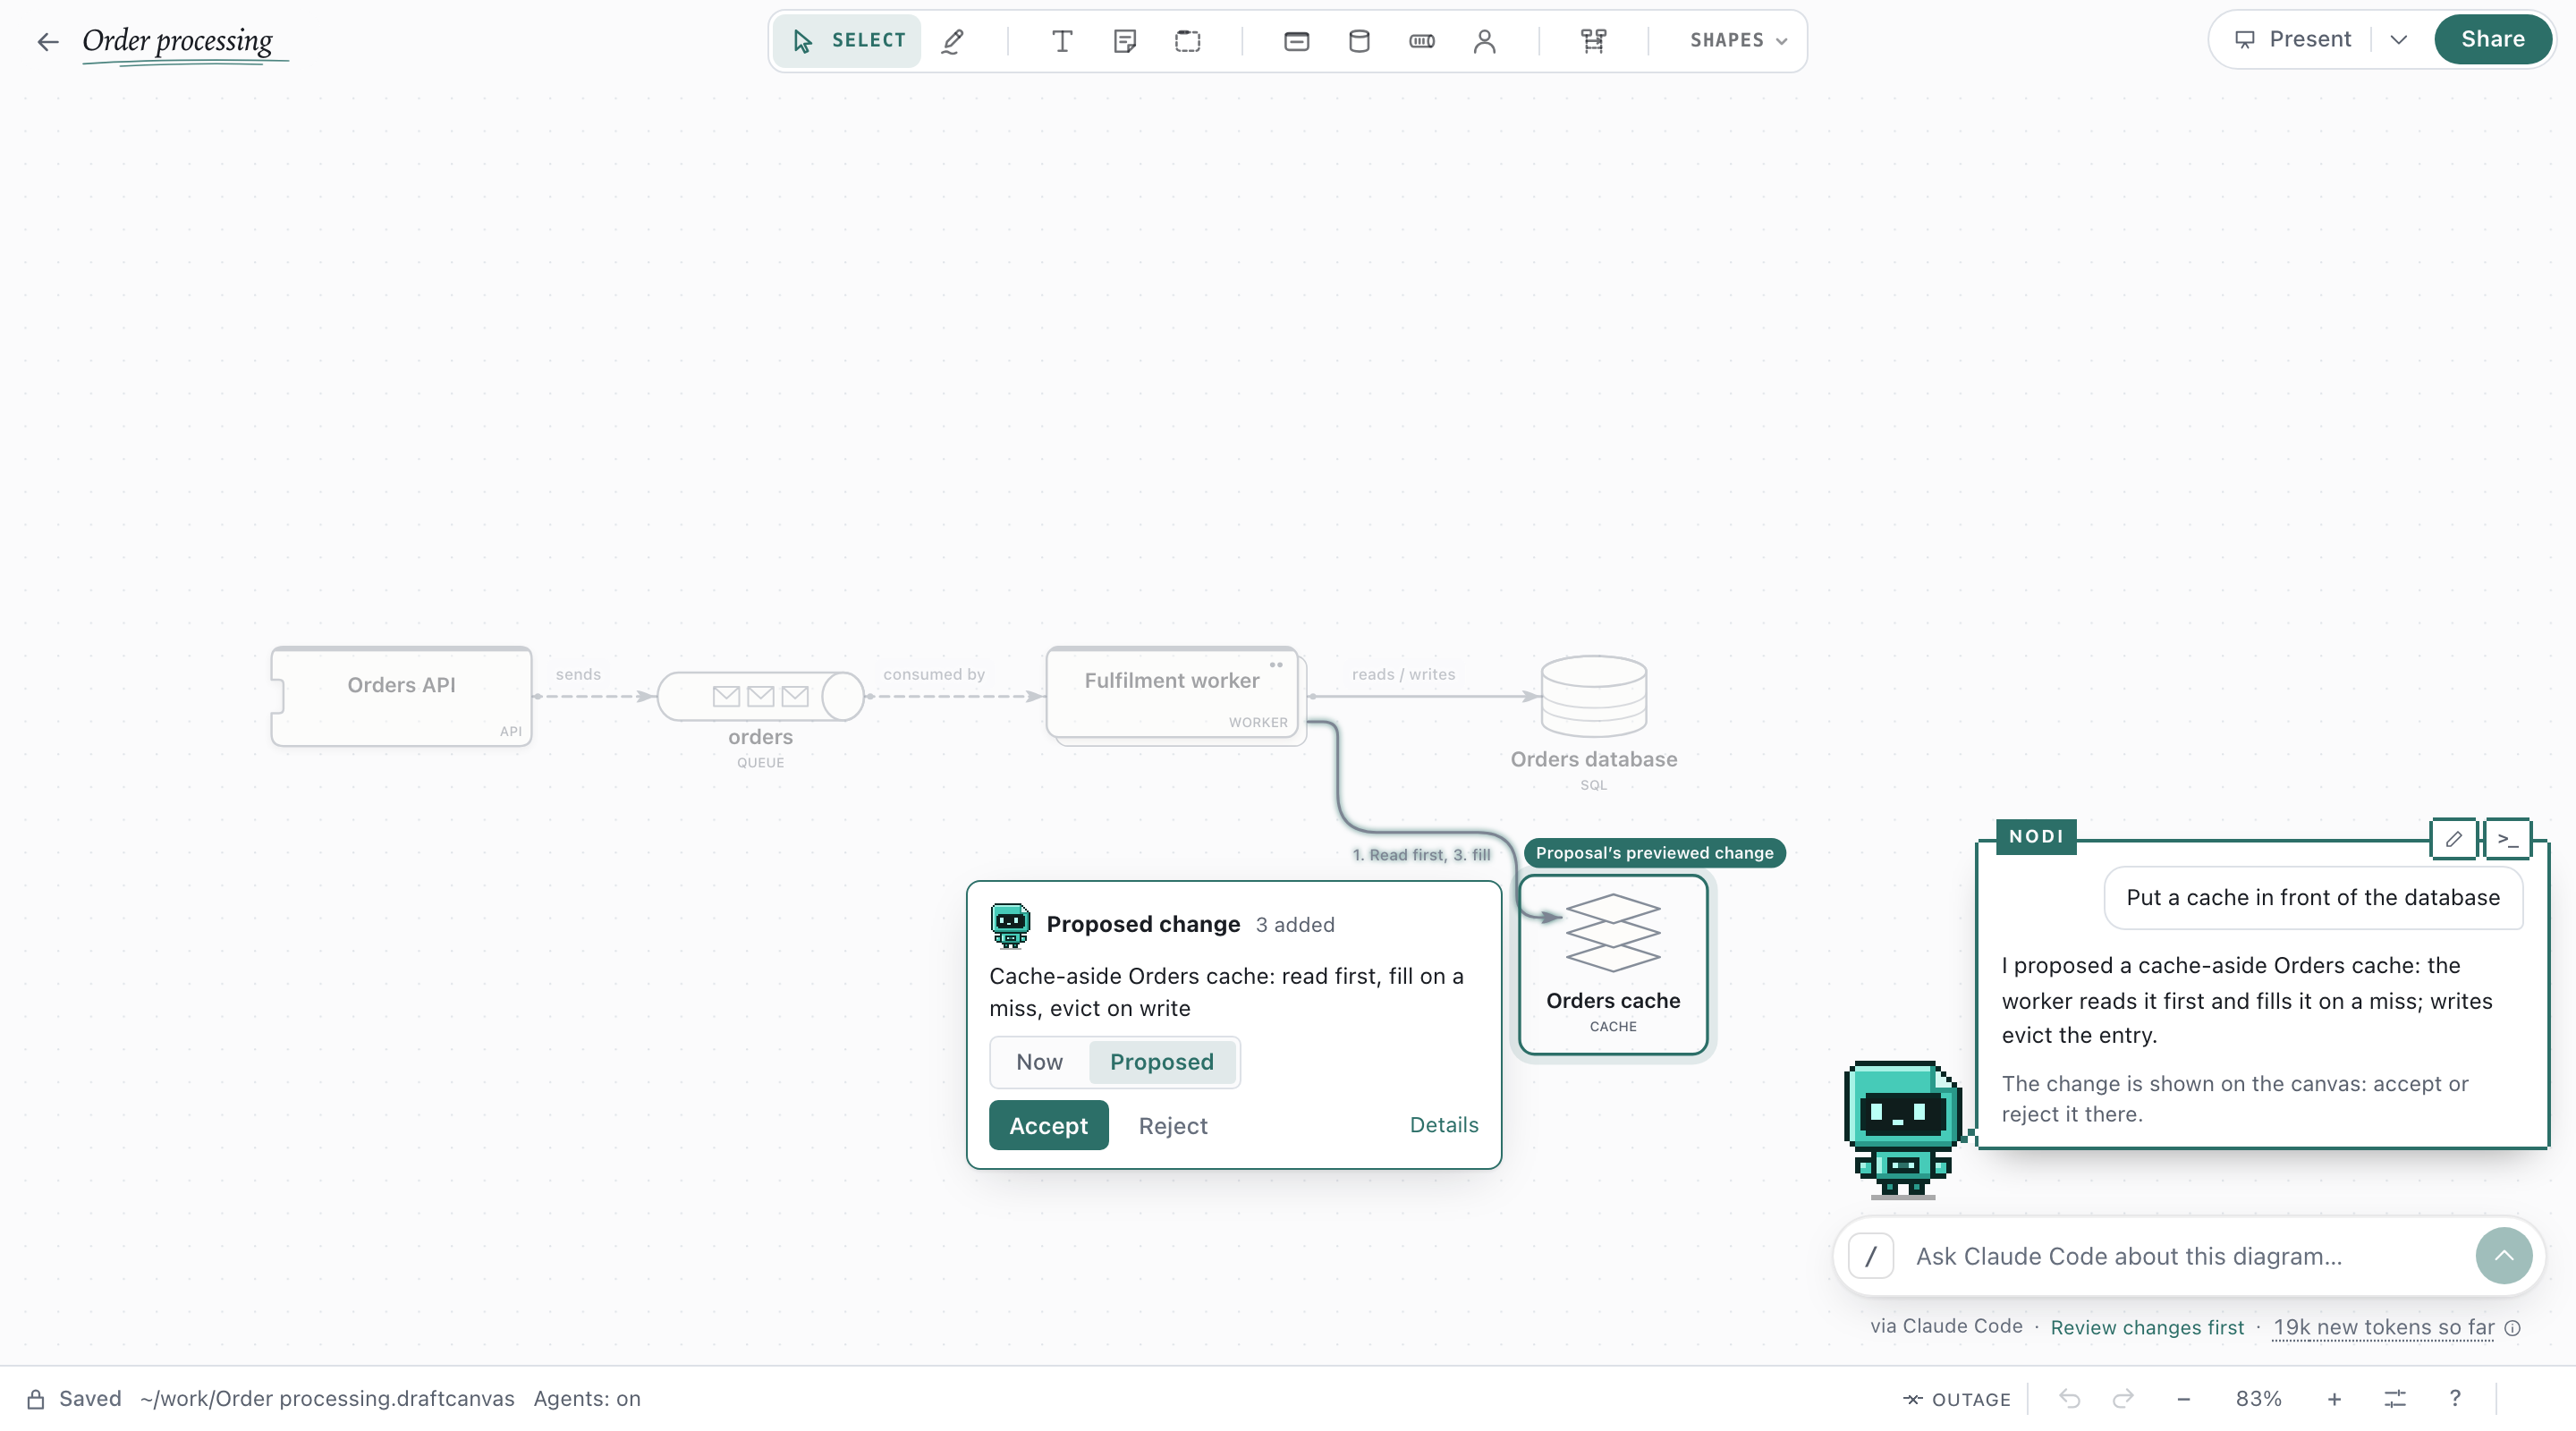 Order processing
SELECT
SHAPES
Present
Share
Orders API
API
sends
orders
QUEUE
consumed by
Fulfilment worker
WORKER
reads / writes
Orders database
SQL
1. Read first, 3. fill
Proposal's previewed change
Orders cache
CACHE
Proposed change 3 added
Cache-aside Orders cache: read first, fill on a
miss, evict on write
Now Proposed
Accept Reject Details
NODI
>_
Put a cache in front of the database
I proposed a cache-aside Orders cache: the
worker reads it first and fills it on a miss; writes
evict the entry.
The change is shown on the canvas: accept or
reject it there.
/ Ask Claude Code about this diagram...
via Claude Code · Review changes first · 19k new tokens so far
Saved ~/work/Order processing.draftcanvas Agents: on
OUTAGE
− 83% + ?